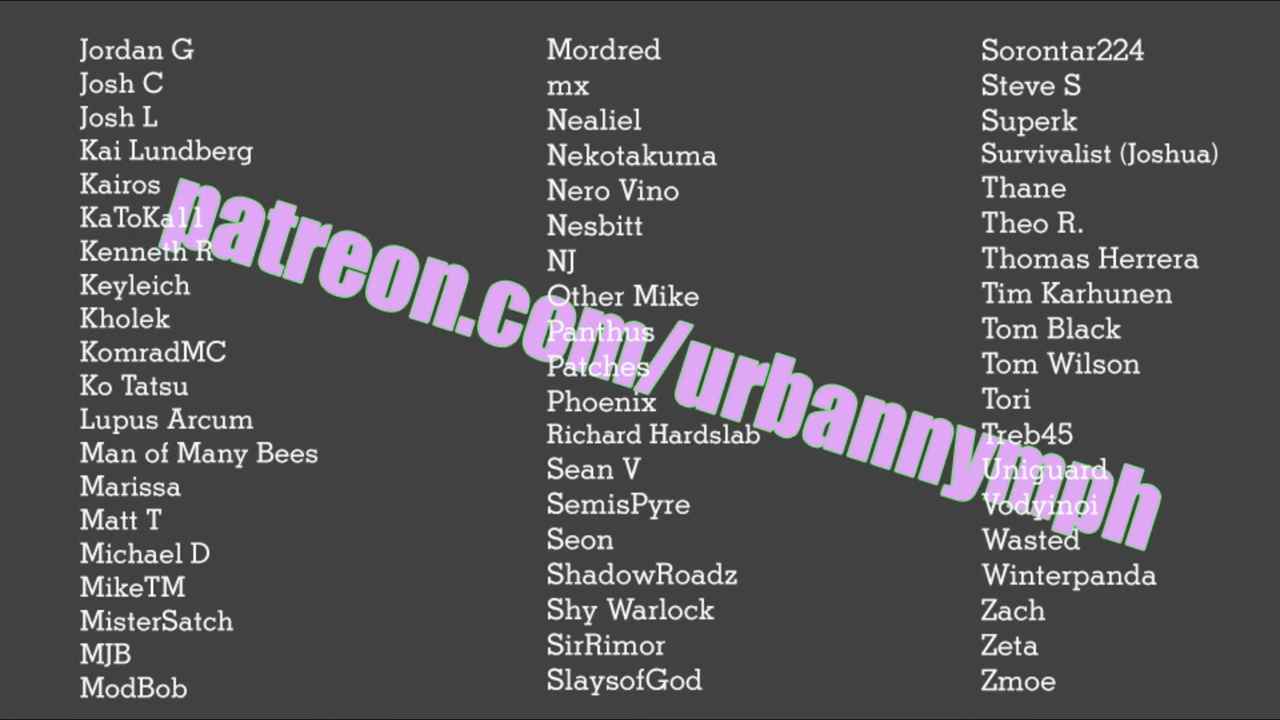 Jordan G
Josh C
Josh L
Kai Lundberg
Kairos
KaToKa11
Kenneth R
Keyleich
Kholek
KomradMC
Ko Tatsu
Lupus Arcum
Man of Many Bees
Marissa
Matt T
Michael D
MikeTM
MisterSatch
MJB
ModBob
Mordred
mx
Nealiel
Nekotakuma
Nero Vino
Nesbitt
NJ
Other Mike
Panthus
Patches
Phoenix
Richard Hardslab
Sean V
SemisPyre
Seon
ShadowRoadz
Shy Warlock
SirRimor
SlaysofGod
Sorontar224
Steve S
Superk
Survivalist (Joshua)
Thane
Theo R.
Thomas Herrera
Tim Karhunen
Tom Black
Tom Wilson
Tori
Treb45
Uniguard
Vodyinoi
Wasted
Winterpanda
Zach
Zeta
Zmoe
patreon.com/urbannymph